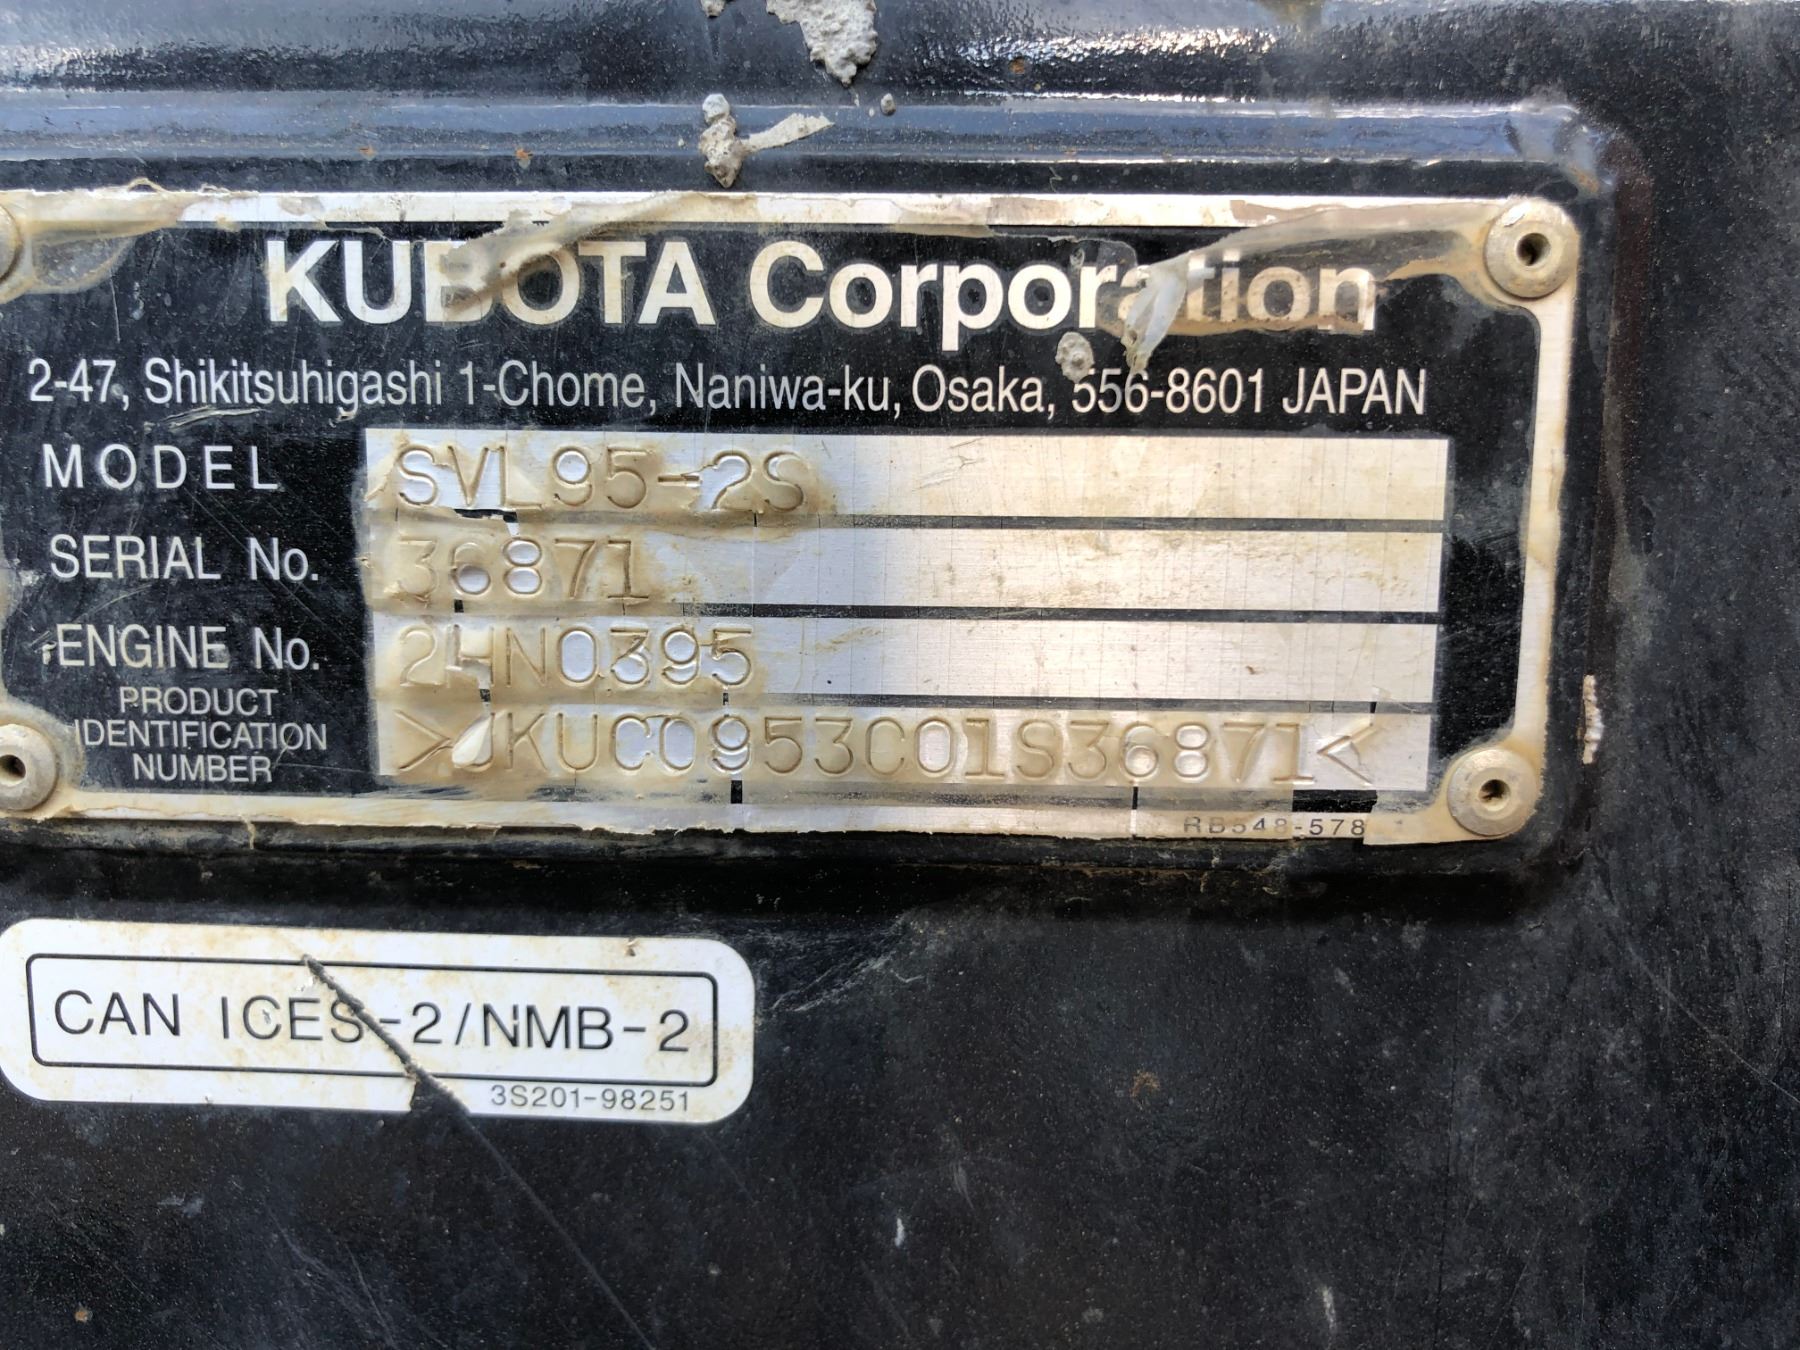 KUBOTA Corporation
2-47, Shikitsuhigashi 1-Chome, Naniwa-ku, Osaka, 556-8601 JAPAN
MODEL SVL95-2S
SERIAL No. 36871
ENGINE No. 2HN0395
PRODUCT
IDENTIFICATION
NUMBER
>JKUC0953C01S36871<
RB548-578
CAN ICES-2/NMB-2
3S201-98251